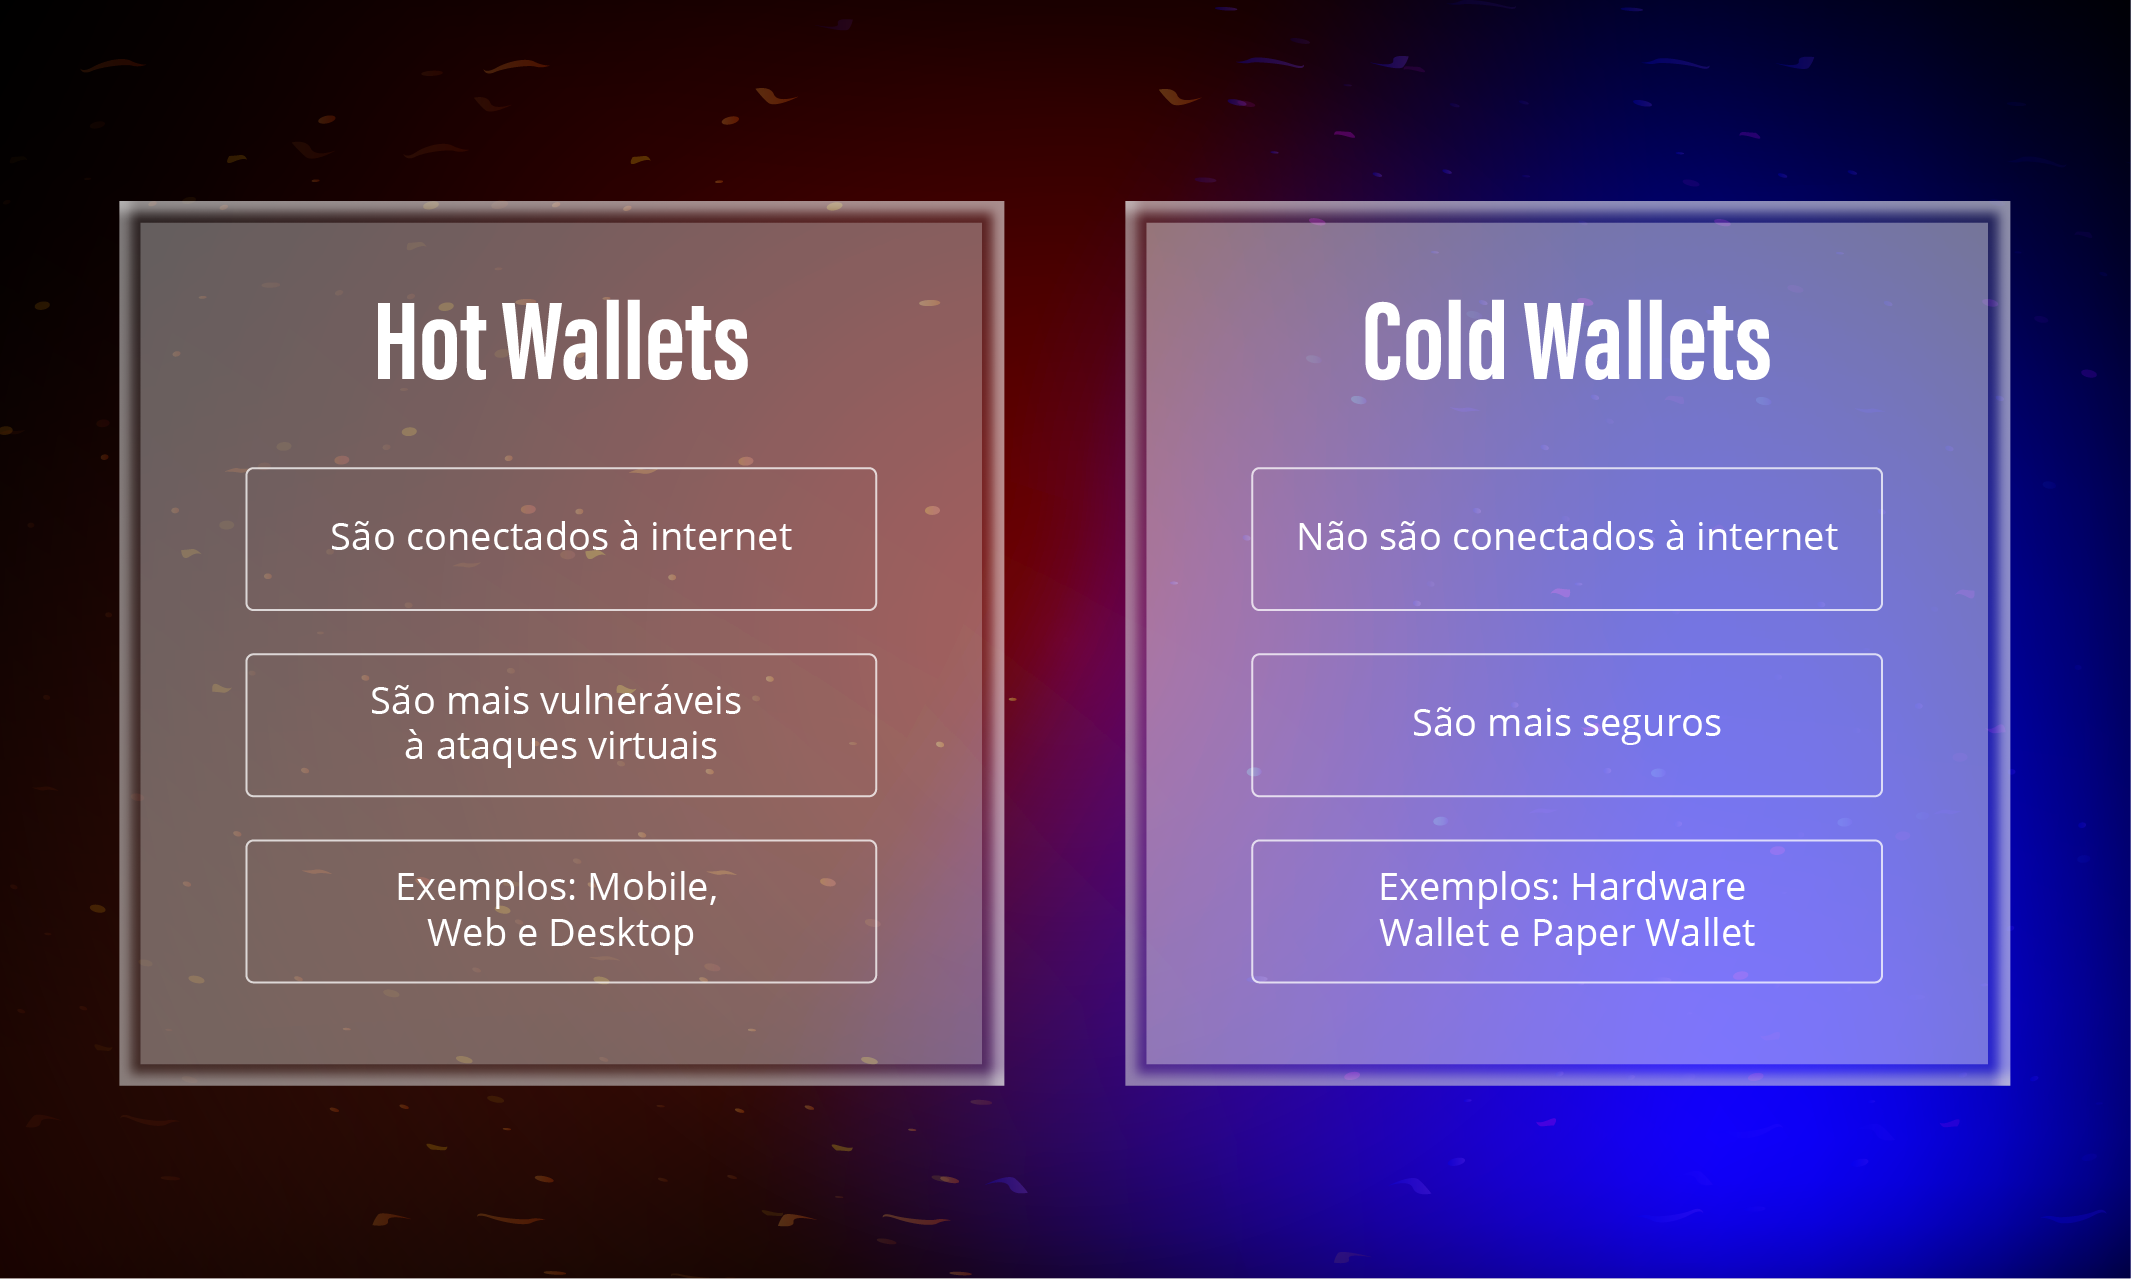 Hot Wallets
São conectados à internet
São mais vulneráveis
à ataques virtuais
Exemplos: Mobile,
Web e Desktop
Cold Wallets
Não são conectados à internet
São mais seguros
Exemplos: Hardware
Wallet e Paper Wallet